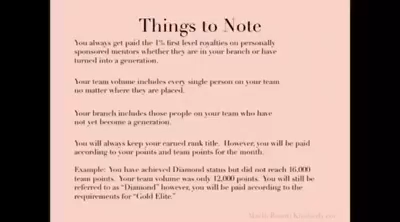 Things to Note
You always get paid the 1% first level royalties on personally
sponsored mentors whether they are in your branch or have
turned into a generation.
Your team volume includes every single person on your team
no matter where they are placed.
Your branch includes those people on your team who have
not yet become a generation.
You will always keep your earned rank title. However, you will be paid
according to your points and team points for the month.
Example: You have achieved Diamond status but did not reach 16,000
team points. Your team volume was only 12,000 points. You will still be
referred to as "Diamond" however, you will be paid according to the
requirements for "Gold Elite."